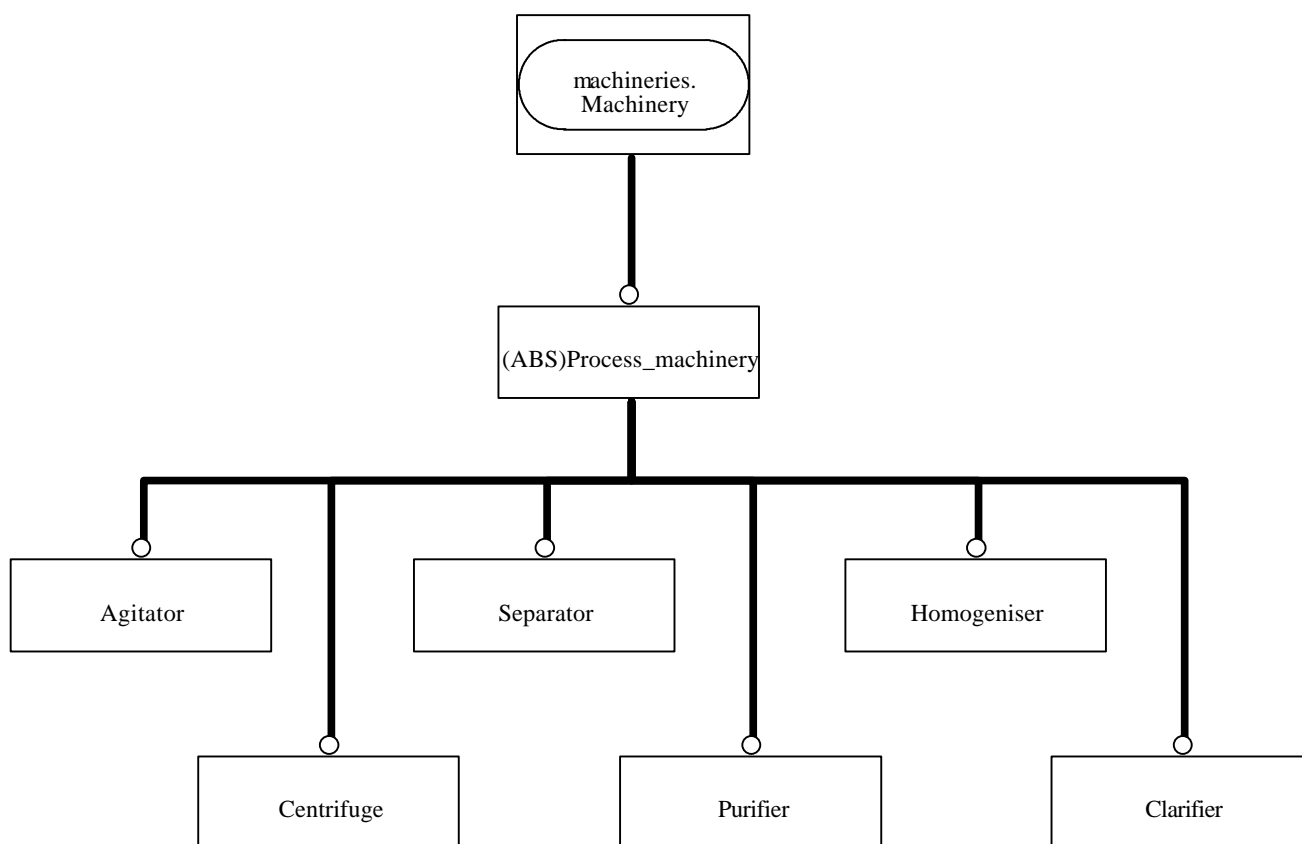 machineries.
Machinery
(ABS)Process_machinery
Agitator
Separator
Homogeniser
Centrifuge
Purifier
Clarifier